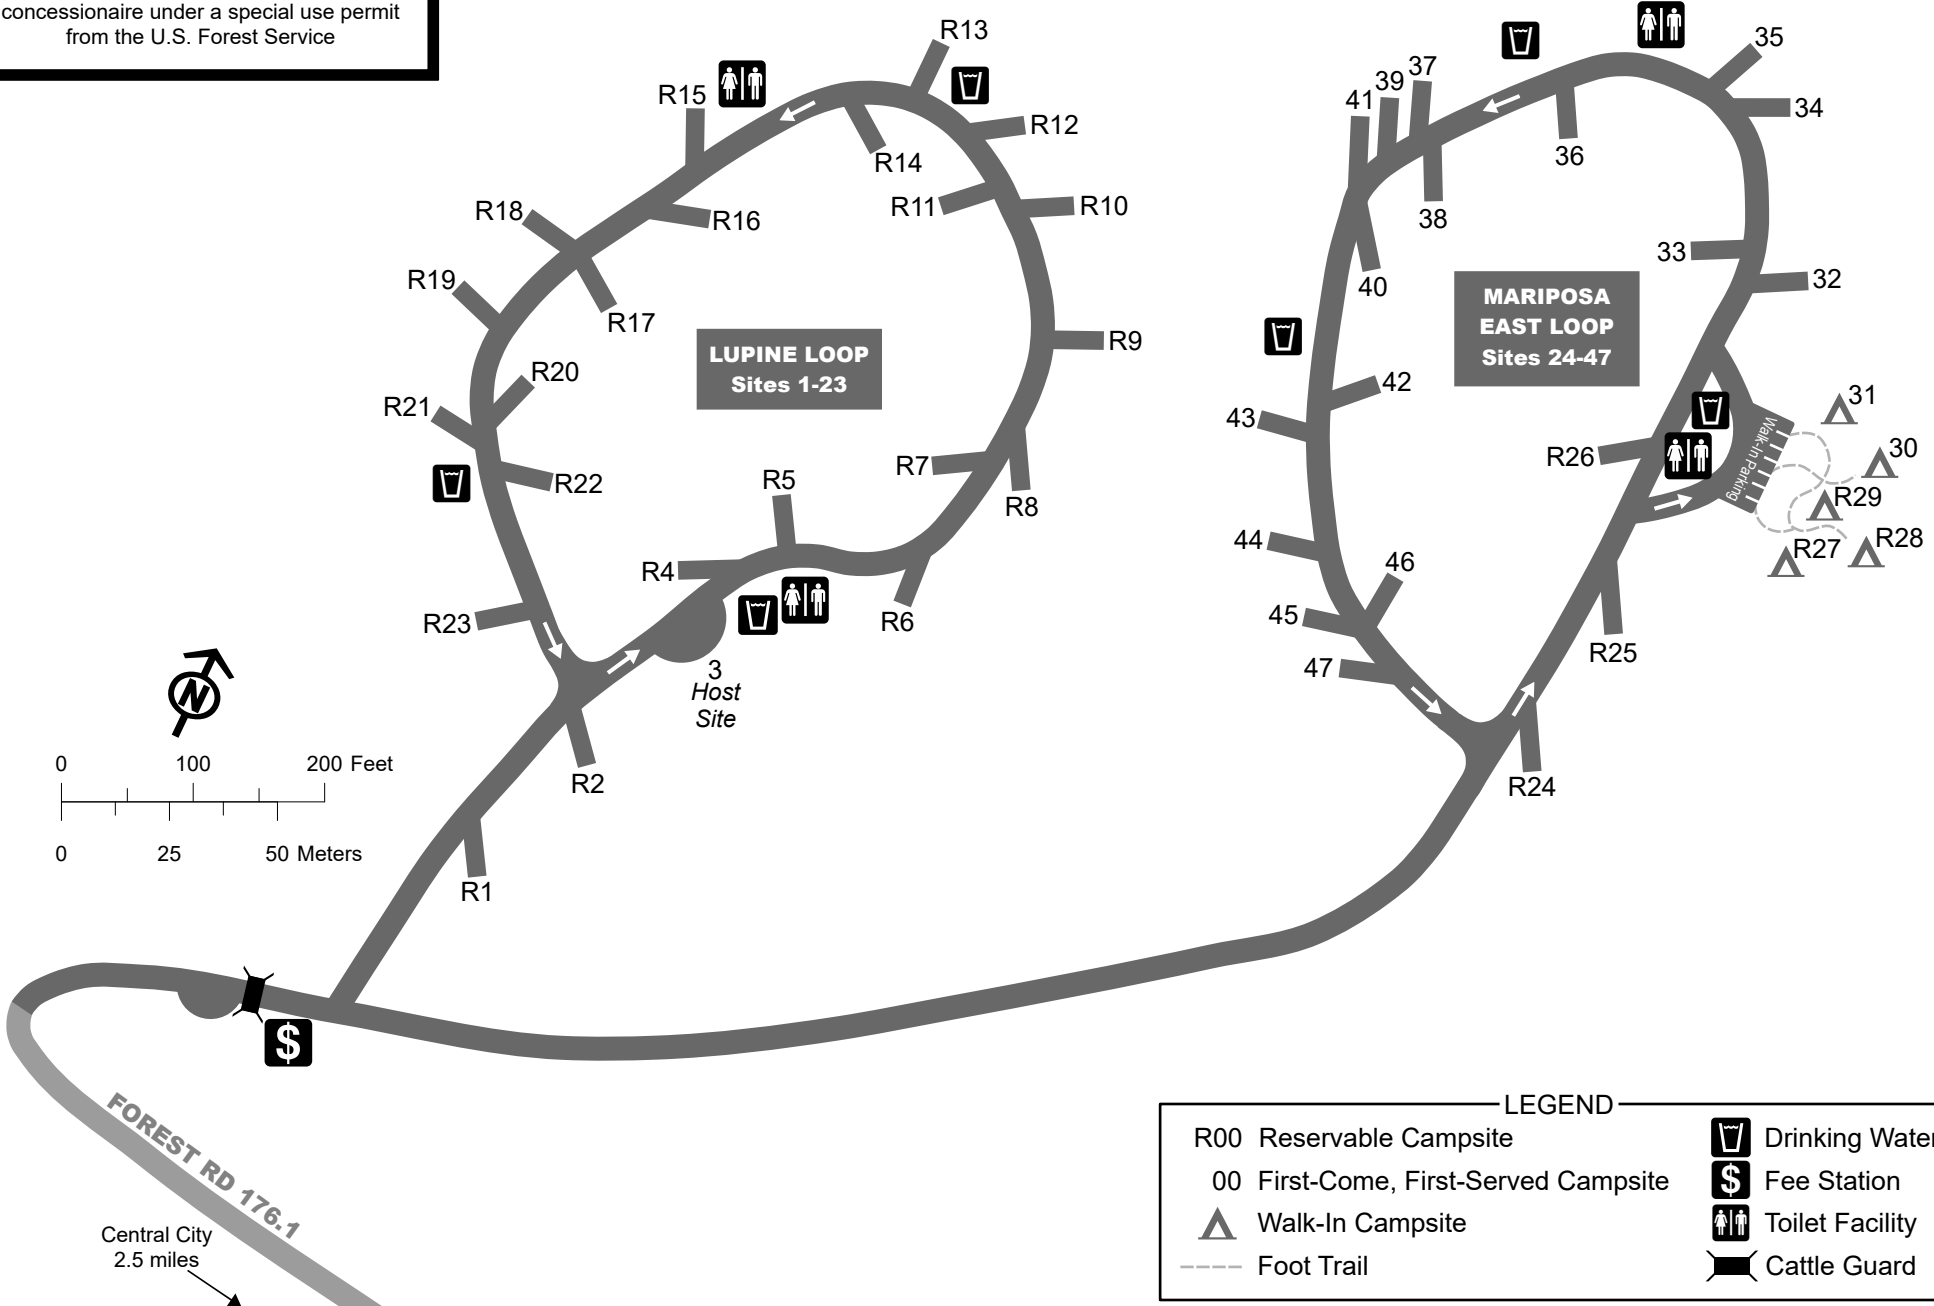 concessionaire under a special use permit
from the U.S. Forest Service
R13
R15
R12
R14
R11
R10
R18
R16
R19
R17
R9
LUPINE LOOP
Sites 1-23
R20
R21
R22
R7
R5
R8
R4
R6
R23
3
Host
Site
R2
R1
N
0
100
200 Feet
0
25
50 Meters
35
37
39
41
34
36
38
33
32
40
MARIPOSA
EAST LOOP
Sites 24-47
42
43
31
30
R26
Walk-In Parking
R29
R28
R27
44
46
45
R25
47
R24
$
FOREST RD 176.1
Central City
2.5 miles
LEGEND
R00 Reservable Campsite
00 First-Come, First-Served Campsite
Walk-In Campsite
Foot Trail
Drinking Water
$ Fee Station
Toilet Facility
Cattle Guard